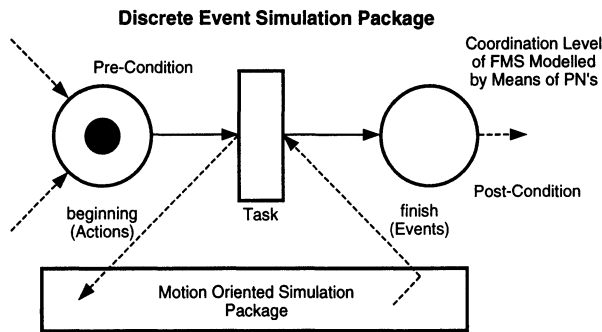 Discrete Event Simulation Package
Coordination Level
of FMS Modelled
by Means of PN's
Pre-Condition
Post-Condition
beginning
(Actions)
Task
finish
(Events)
Motion Oriented Simulation
Package